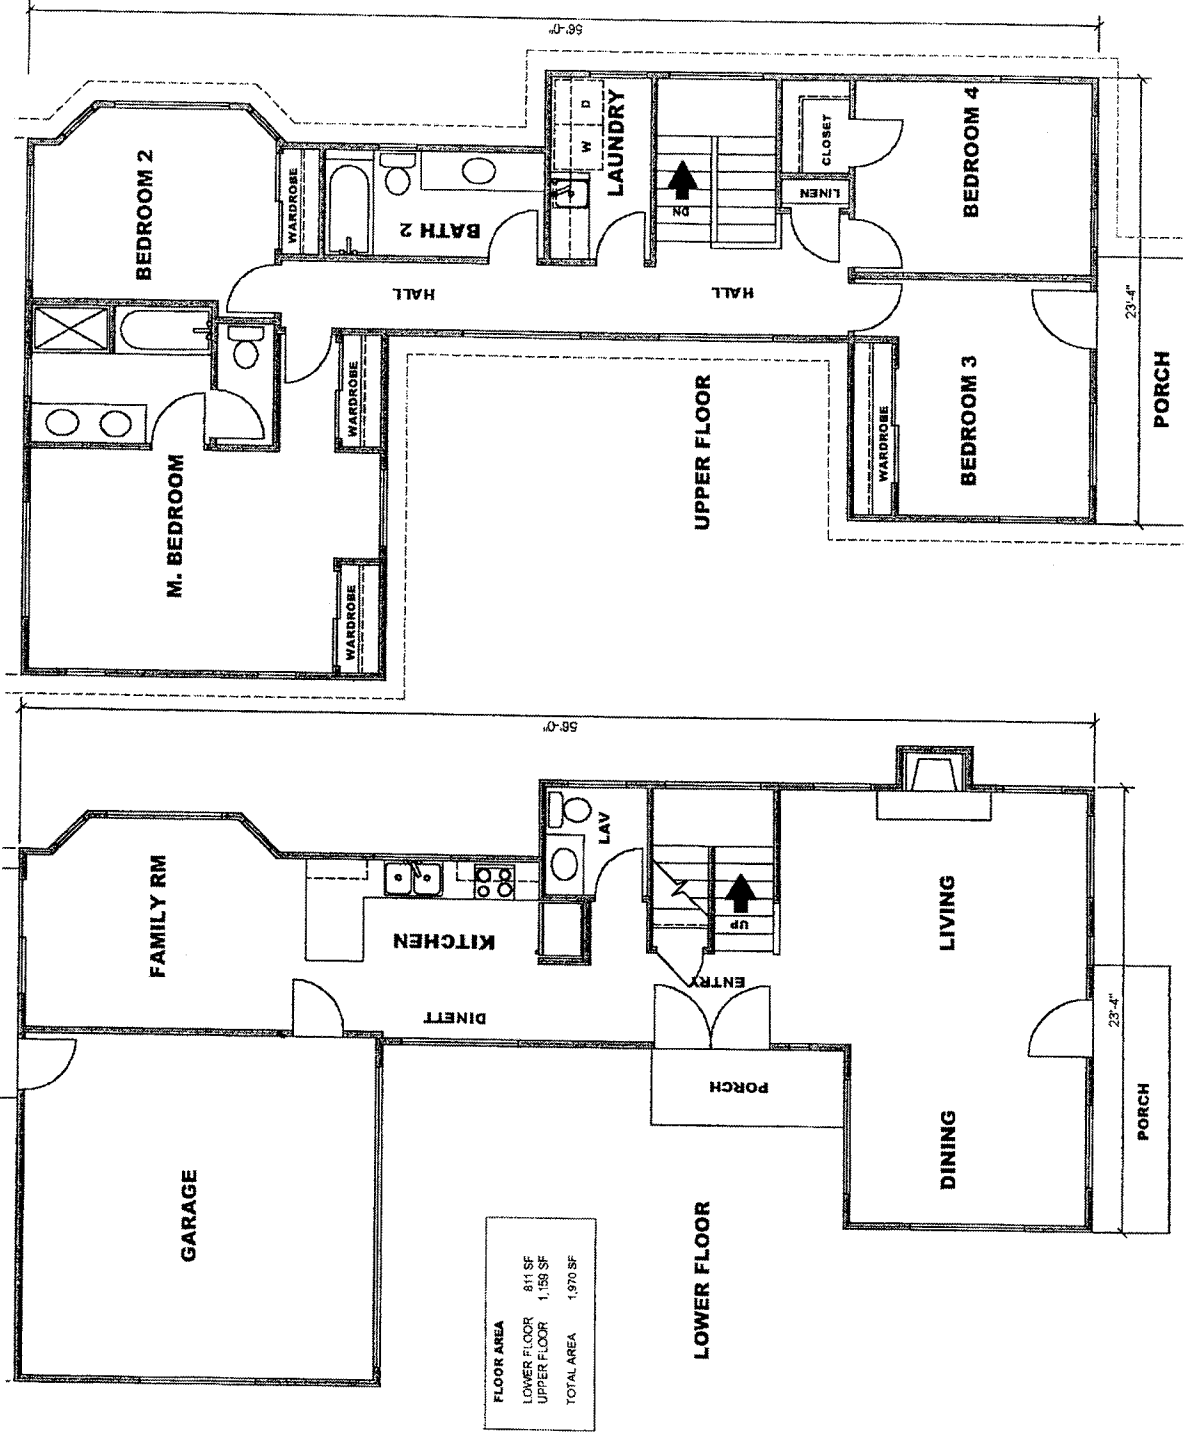 56'-0"
BEDROOM 2
WARDROBE
BATH 2
W
D
LAUNDRY
DN
CLOSET
LINEN
BEDROOM 4
HALL
HALL
23'-4"
M. BEDROOM
WARDROBE
WARDROBE
UPPER FLOOR
WARDROBE
BEDROOM 3
PORCH
56'-0"
FAMILY RM
KITCHEN
DINETT
LAV
UP
ENTRY
LIVING
23'-4"
GARAGE
PORCH
DINING
PORCH
LOWER FLOOR
FLOOR AREA
LOWER FLOOR 811 SF
UPPER FLOOR 1,159 SF
TOTAL AREA 1,970 SF